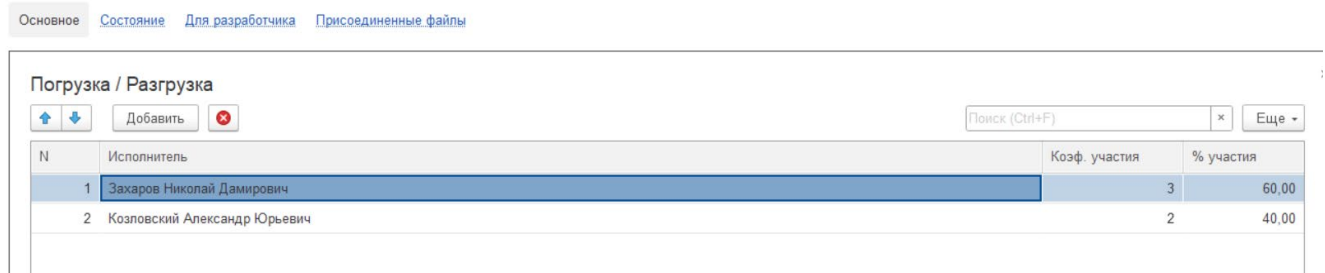 Основное Состояние Для разработчика Присоединенные файлы
Погрузка / Разгрузка
Добавить Поиск (Ctrl+F) × Еще
N Исполнитель Коэф. участия % участия
1 Захаров Николай Дамирович 3 60,00
2 Козловский Александр Юрьевич 2 40,00